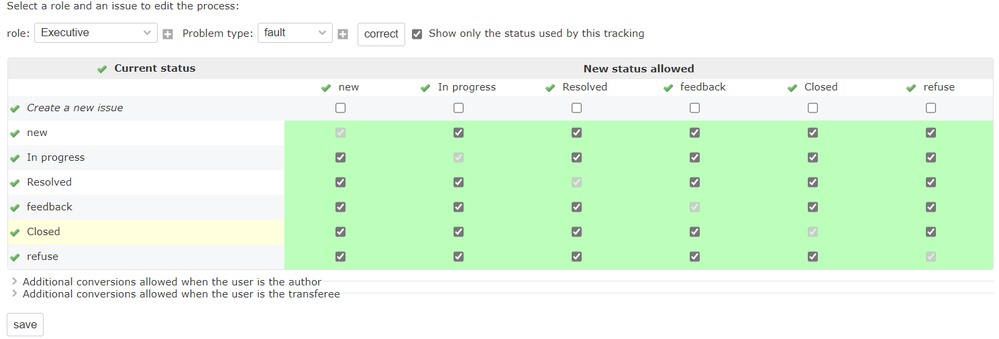 Select a role and an issue to edit the process:
role: Executive Problem type: fault correct Show only the status used by this tracking
Current status New status allowed
new In progress Resolved feedback Closed refuse
Create a new issue
new
In progress
Resolved
feedback
Closed
refuse
Additional conversions allowed when the user is the author
Additional conversions allowed when the user is the transferee
save